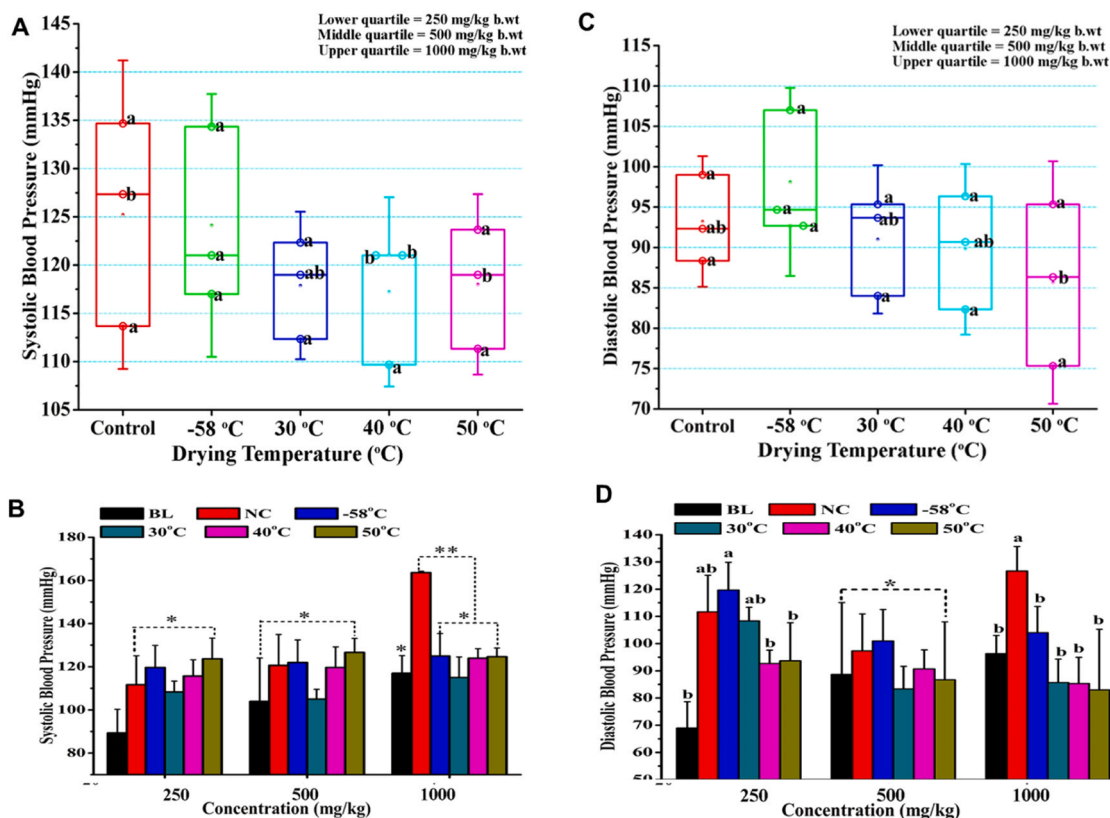 A
Lower quartile = 250 mg/kg b.wt
Middle quartile = 500 mg/kg b.wt
Upper quartile = 1000 mg/kg b.wt
Systolic Blood Pressure (mmHg)
145
140
135
130
125
120
115
110
105
a
b
a
a
a
a
a
ab
a
b b
a
a
b
a
Control -58 °C 30 °C 40 °C 50 °C
Drying Temperature (°C)
C
Lower quartile = 250 mg/kg b.wt
Middle quartile = 500 mg/kg b.wt
Upper quartile = 1000 mg/kg b.wt
Diastolic Blood Pressure (mmHg)
115
110
105
100
95
90
85
80
75
70
a
ab
a
a
a
a
a
ab
a
a
ab
a
a
b
a
Control -58 °C 30 °C 40 °C 50 °C
Drying Temperature (°C)
B
BL NC -58°C
30°C 40°C 50°C
Systolic Blood Pressure (mmHg)
180
160
140
120
100
80
*
*
*
**
*
250 500 1000
Concentration (mg/kg)
D
BL NC -58°C
30°C 40°C 50°C
Diastolic Blood Pressure (mmHg)
140
130
120
110
100
90
80
70
60
50
b
ab
a
ab
b
b
*
b
a
b
b
b
b
250 500 1000
Concentration (mg/kg)